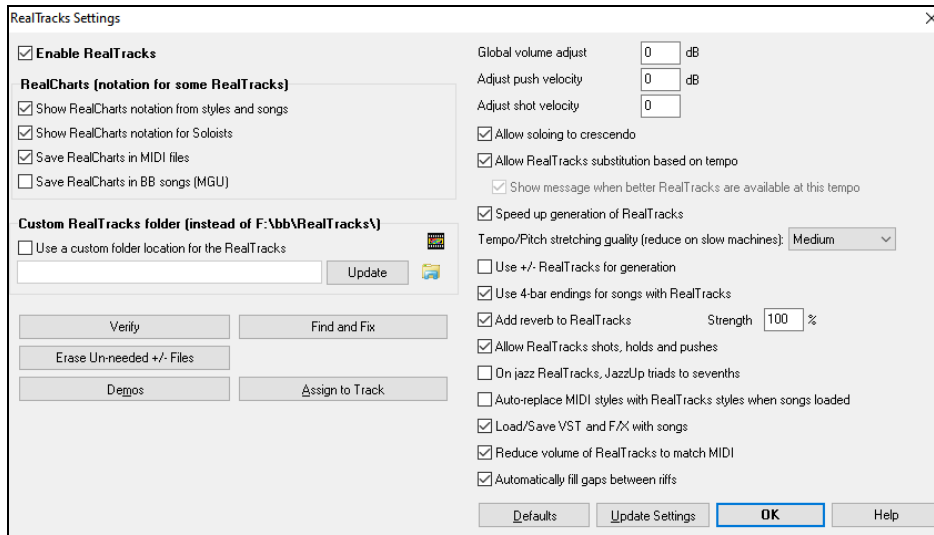 RealTracks Settings
Enable RealTracks
RealCharts (notation for some RealTracks)
Show RealCharts notation from styles and songs
Show RealCharts notation for Soloists
Save RealCharts in MIDI files
Save RealCharts in BB songs (MGU)
Custom RealTracks folder (instead of F:\bb\RealTracks\)
Use a custom folder location for the RealTracks
Update
Verify
Find and Fix
Erase Un-needed +/- Files
Demos
Assign to Track
Global volume adjust 0 dB
Adjust push velocity 0 dB
Adjust shot velocity 0
Allow soloing to crescendo
Allow RealTracks substitution based on tempo
Show message when better RealTracks are available at this tempo
Speed up generation of RealTracks
Tempo/Pitch stretching quality (reduce on slow machines): Medium
Use +/- RealTracks for generation
Use 4-bar endings for songs with RealTracks
Add reverb to RealTracks Strength 100 %
Allow RealTracks shots, holds and pushes
On jazz RealTracks, JazzUp triads to sevenths
Auto-replace MIDI styles with RealTracks styles when songs loaded
Load/Save VST and F/X with songs
Reduce volume of RealTracks to match MIDI
Automatically fill gaps between riffs
Defaults
Update Settings
OK
Help